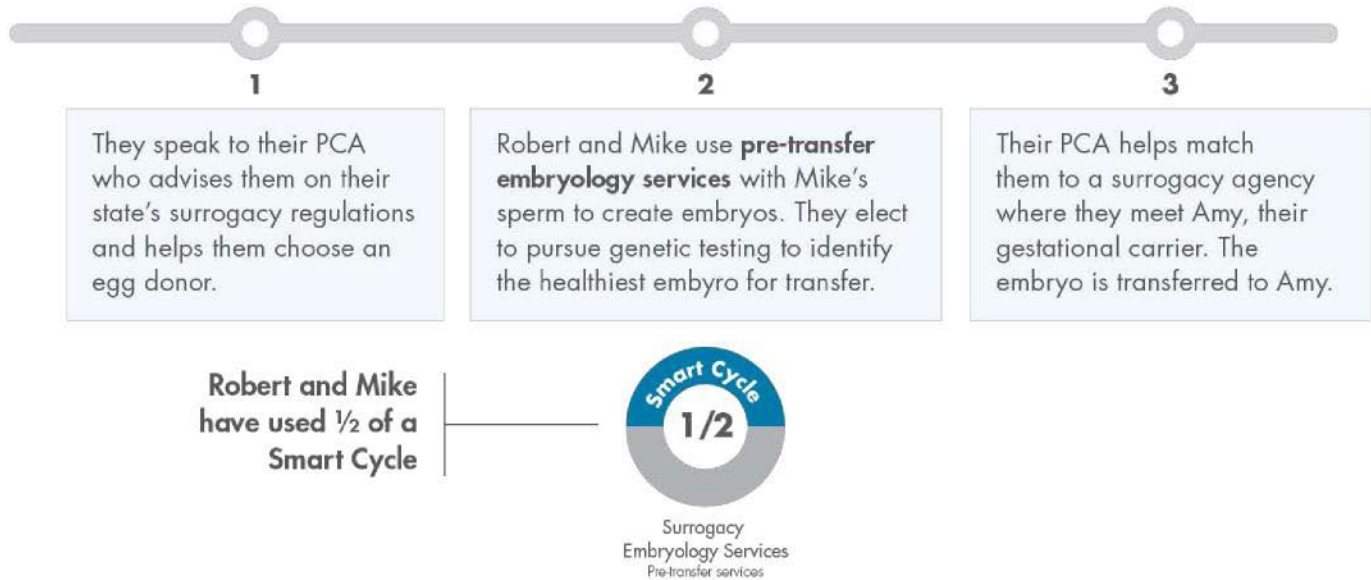 1
They speak to their PCA
who advises them on their
state's surrogacy regulations
and helps them choose an
egg donor.
2
Robert and Mike use pre-transfer
embryology services with Mike's
sperm to create embryos. They elect
to pursue genetic testing to identify
the healthiest embyro for transfer.
3
Their PCA helps match
them to a surrogacy agency
where they meet Amy, their
gestational carrier. The
embryo is transferred to Amy.
Robert and Mike
have used ½ of a
Smart Cycle
Smart Cycle
1/2
Surrogacy
Embryology Services
Pre-transfer services